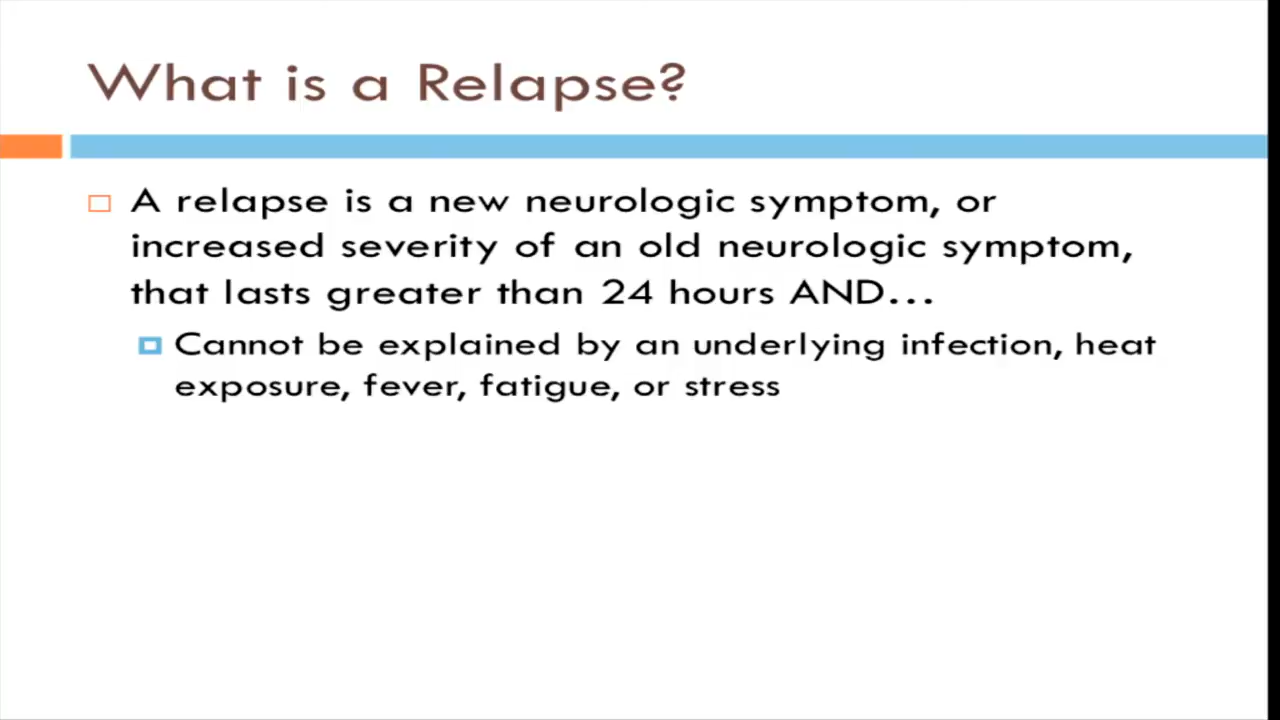 What is a Relapse?
A relapse is a new neurologic symptom, or
increased severity of an old neurologic symptom,
that lasts greater than 24 hours AND...
Cannot be explained by an underlying infection, heat
exposure, fever, fatigue, or stress